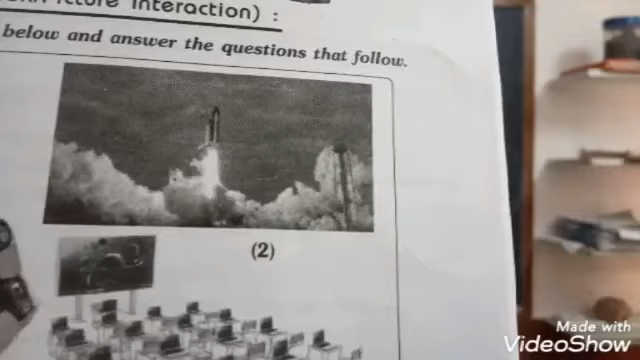 Interaction) :
below and answer the questions that follow.
(2)
Made with
VideoShow